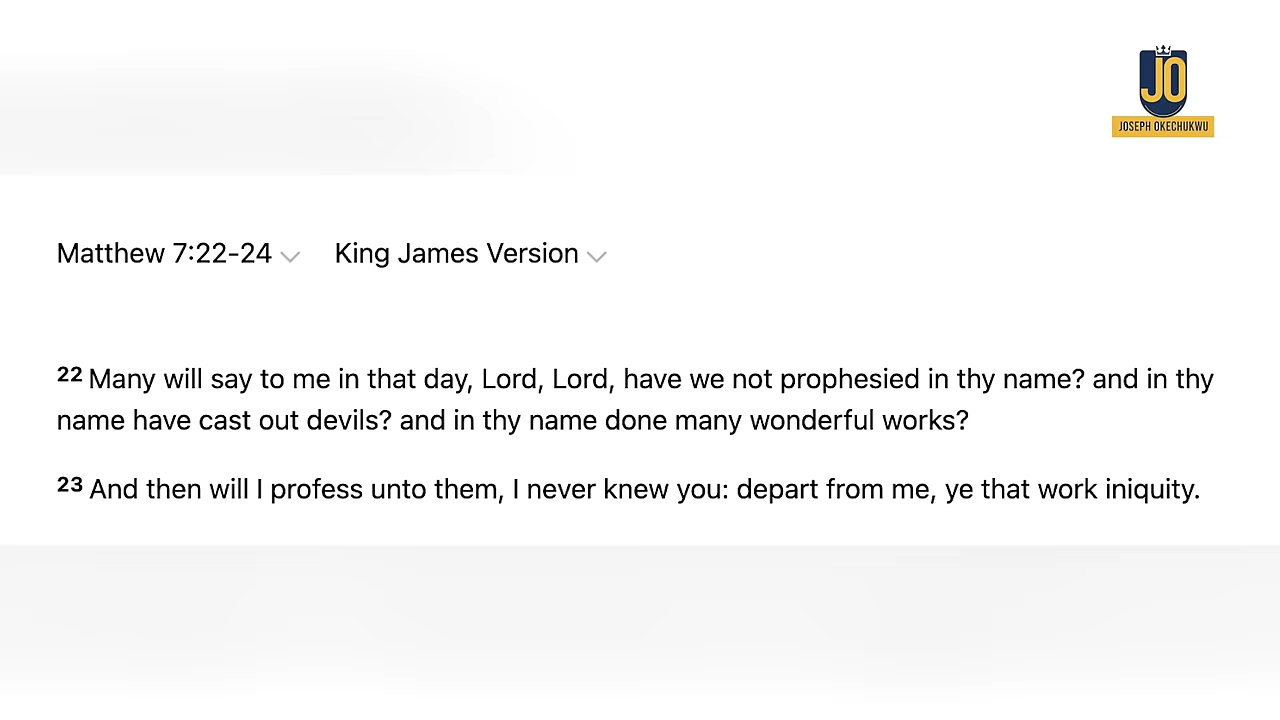 JO
JOSEPH OKECHUKWU
Matthew 7:22-24 King James Version
22 Many will say to me in that day, Lord, Lord, have we not prophesied in thy name? and in thy
name have cast out devils? and in thy name done many wonderful works?
23 And then will I profess unto them, I never knew you: depart from me, ye that work iniquity.